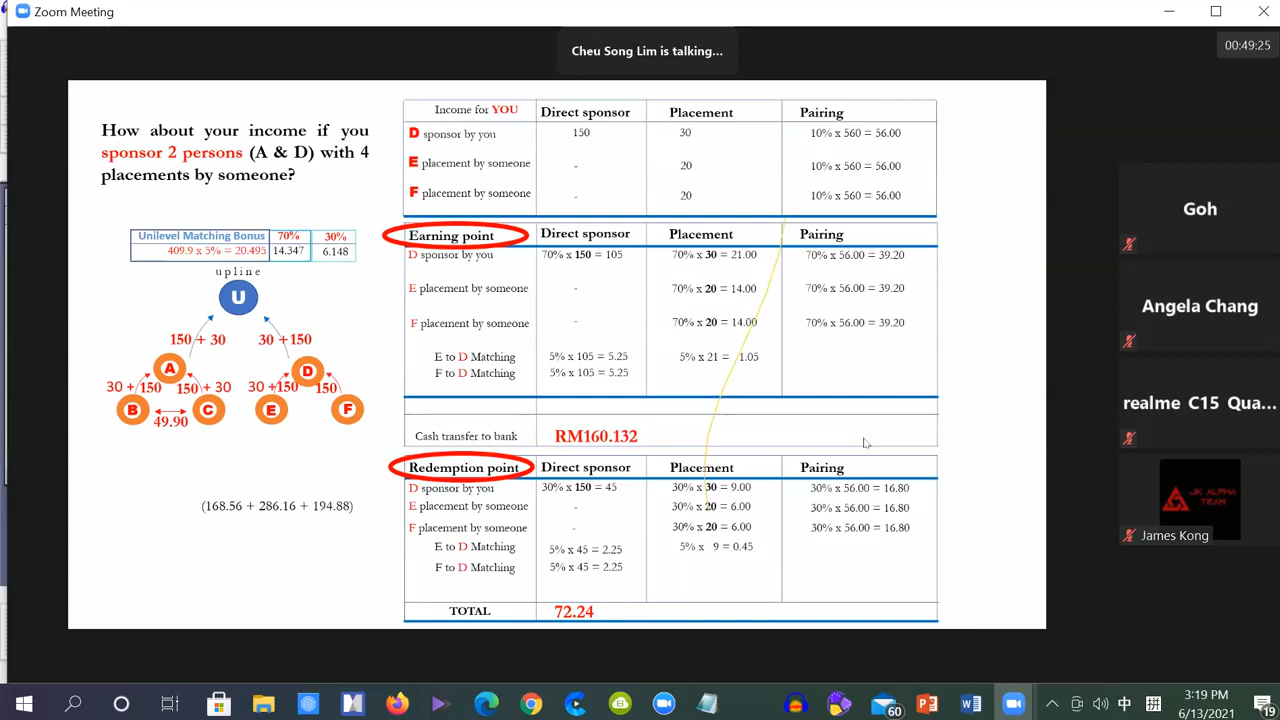 Zoom Meeting
Cheu Song Lim is talking...
00:49:25
How about your income if you
sponsor 2 persons (A & D) with 4
placements by someone?
Unilevel Matching Bonus 70% 30%
409.9 x 5% = 20.495 14.347 6.148
upline
U
150 + 30 30 +150
A D
30 +150 150 + 30 30 +150 150
B C E F
49.90
(168.56 + 286.16 + 194.88)
Income for YOU Direct sponsor Placement Pairing
D sponsor by you 150 30 10% x 560 = 56.00
E placement by someone - 20 10% x 560 = 56.00
F placement by someone - 20 10% x 560 = 56.00
Earning point Direct sponsor Placement Pairing
D sponsor by you 70% x 150 = 105 70% x 30 = 21.00 70% x 56.00 = 39.20
E placement by someone - 70% x 20 = 14.00 70% x 56.00 = 39.20
F placement by someone - 70% x 20 = 14.00 70% x 56.00 = 39.20
E to D Matching 5% x 105 = 5.25 5% x 21 = 1.05
F to D Matching 5% x 105 = 5.25
Cash transfer to bank RM160.132
Redemption point Direct sponsor Placement Pairing
D sponsor by you 30% x 150 = 45 30% x 30 = 9.00 30% x 56.00 = 16.80
E placement by someone - 30% x 20 = 6.00 30% x 56.00 = 16.80
F placement by someone - 30% x 20 = 6.00 30% x 56.00 = 16.80
E to D Matching 5% x 45 = 2.25 5% x 9 = 0.45
F to D Matching 5% x 45 = 2.25
TOTAL 72.24
Goh
Angela Chang
realme C15 Qua...
JK ALPHA
TEAM
James Kong
60
中
拼
3:19 PM
6/13/2021
19